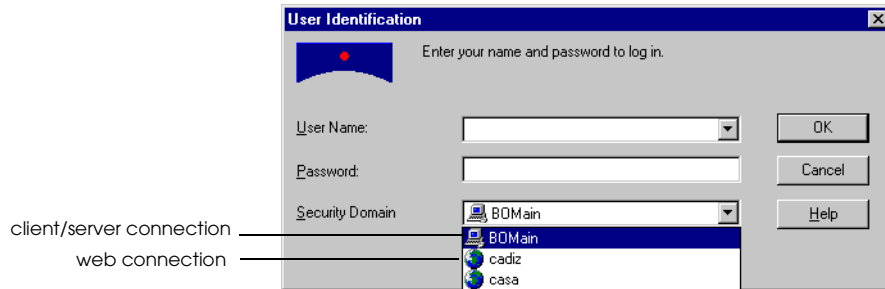 User Identification
Enter your name and password to log in.
User Name:
OK
Password:
Cancel
Security Domain
BOMain
Help
client/server connection
BOMain
web connection
cadiz
casa